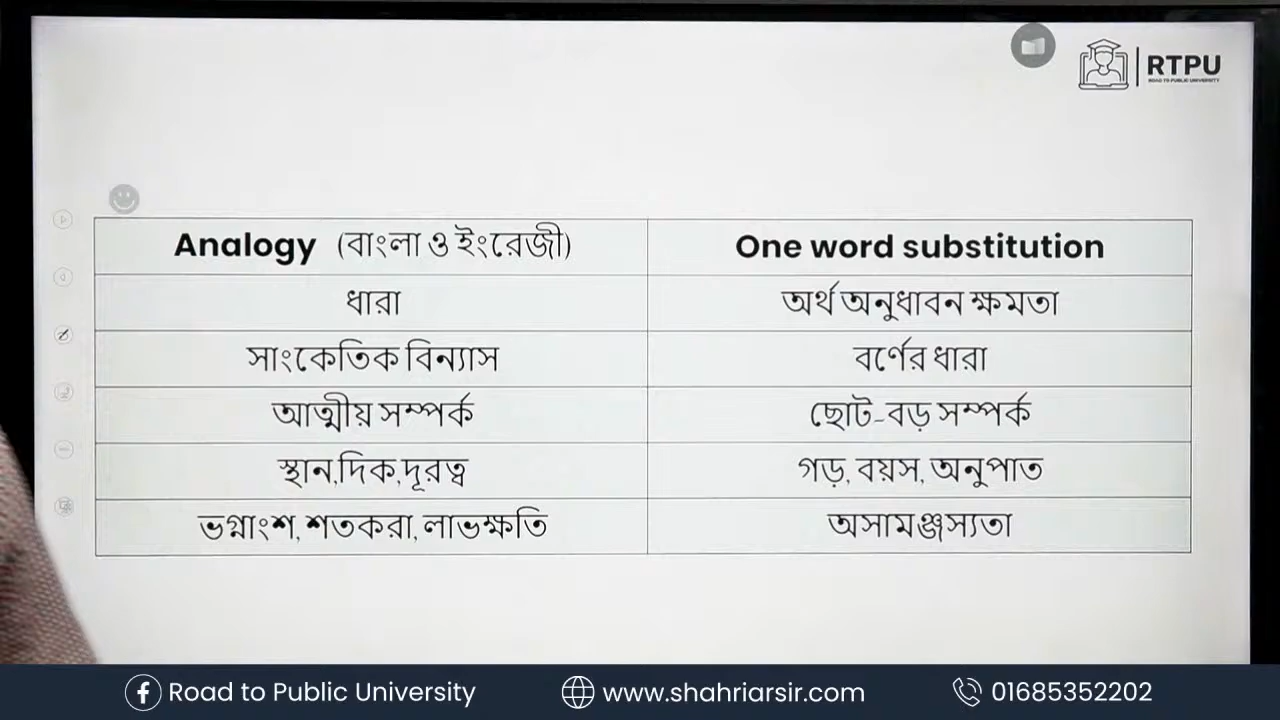 RTPU
ROAD TO PUBLIC UNIVERSITY
Analogy (বাংলা ও ইংরেজী) One word substitution
ধারা অর্থ অনুধাবন ক্ষমতা
সাংকেতিক বিন্যাস বর্ণের ধারা
আত্মীয় সম্পর্ক ছোট-বড় সম্পর্ক
স্থান,দিক,দূরত্ব গড়, বয়স, অনুপাত
ভগ্নাংশ, শতকরা, লাভক্ষতি অসামঞ্জস্যতা
Road to Public University www.shahriarsir.com 01685352202